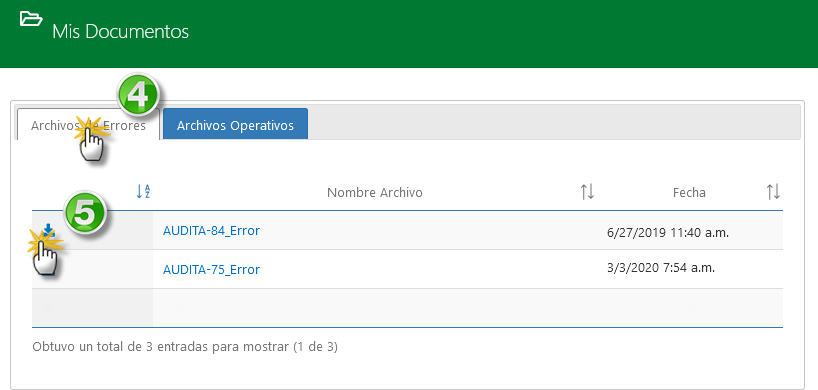 Mis Documentos
4
Archivos de Errores
Archivos Operativos
5
A
Z
Nombre Archivo
Fecha
AUDITA-84_Error
6/27/2019 11:40 a.m.
AUDITA-75_Error
3/3/2020 7:54 a.m.
Obtuvo un total de 3 entradas para mostrar (1 de 3)